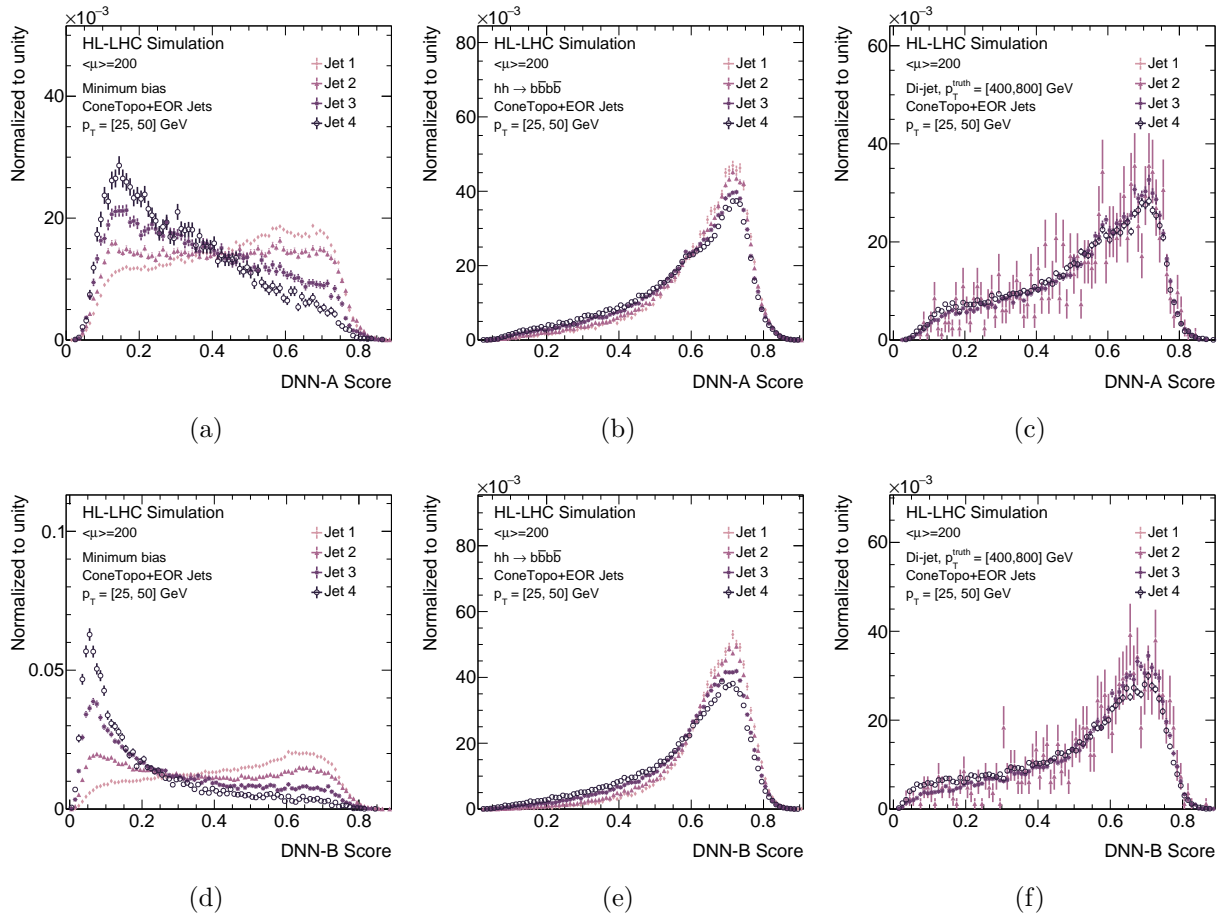 ×10⁻³
Normalized to unity
HL-LHC Simulation
<μ>=200
Minimum bias
ConeTopo+EOR Jets
p_T = [25, 50] GeV
Jet 1
Jet 2
Jet 3
Jet 4
60
40
20
0
0 0.2 0.4 0.6 0.8
DNN-A Score
(a)
×10⁻³
Normalized to unity
HL-LHC Simulation
<μ>=200
hh → bb̅bb̅
ConeTopo+EOR Jets
p_T = [25, 50] GeV
Jet 1
Jet 2
Jet 3
Jet 4
80
60
40
20
0
0.2 0.4 0.6 0.8
DNN-A Score
(b)
×10⁻³
Normalized to unity
HL-LHC Simulation
<μ>=200
Di-jet, p_T^truth = [400,800] GeV
ConeTopo+EOR Jets
p_T = [25, 50] GeV
Jet 1
Jet 2
Jet 3
Jet 4
60
40
20
0
0 0.2 0.4 0.6 0.8
DNN-A Score
(c)
Normalized to unity
HL-LHC Simulation
<μ>=200
Minimum bias
ConeTopo+EOR Jets
p_T = [25, 50] GeV
Jet 1
Jet 2
Jet 3
Jet 4
0.1
0.05
0
0 0.2 0.4 0.6 0.8
DNN-B Score
(d)
×10⁻³
Normalized to unity
HL-LHC Simulation
<μ>=200
hh → bb̅bb̅
ConeTopo+EOR Jets
p_T = [25, 50] GeV
Jet 1
Jet 2
Jet 3
Jet 4
80
60
40
20
0
0.2 0.4 0.6 0.8
DNN-B Score
(e)
×10⁻³
Normalized to unity
HL-LHC Simulation
<μ>=200
Di-jet, p_T^truth = [400,800] GeV
ConeTopo+EOR Jets
p_T = [25, 50] GeV
Jet 1
Jet 2
Jet 3
Jet 4
60
40
20
0
0 0.2 0.4 0.6 0.8
DNN-B Score
(f)